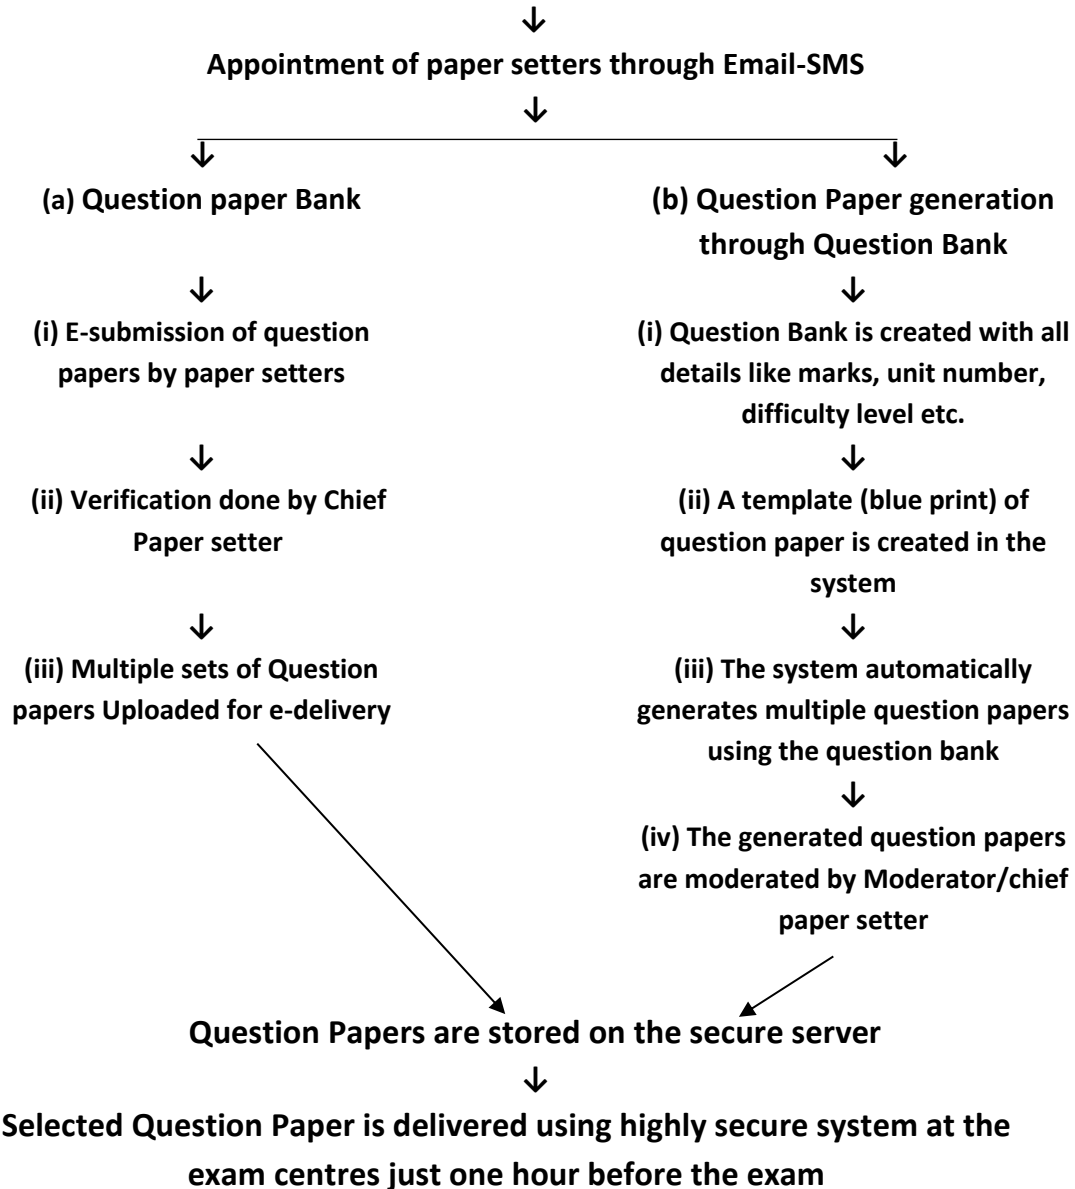 Appointment of paper setters through Email-SMS
(a) Question paper Bank
(i) E-submission of question
papers by paper setters
(ii) Verification done by Chief
Paper setter
(iii) Multiple sets of Question
papers Uploaded for e-delivery
(b) Question Paper generation
through Question Bank
(i) Question Bank is created with all
details like marks, unit number,
difficulty level etc.
(ii) A template (blue print) of
question paper is created in the
system
(iii) The system automatically
generates multiple question papers
using the question bank
(iv) The generated question papers
are moderated by Moderator/chief
paper setter
Question Papers are stored on the secure server
Selected Question Paper is delivered using highly secure system at the
exam centres just one hour before the exam